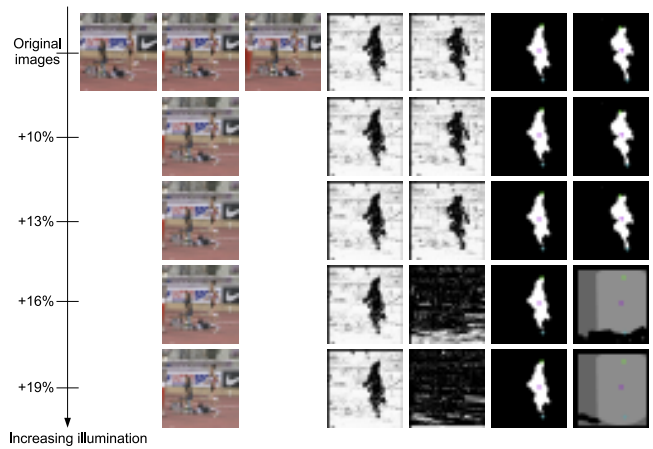 Original
images
+10%
+13%
+16%
+19%
Increasing illumination